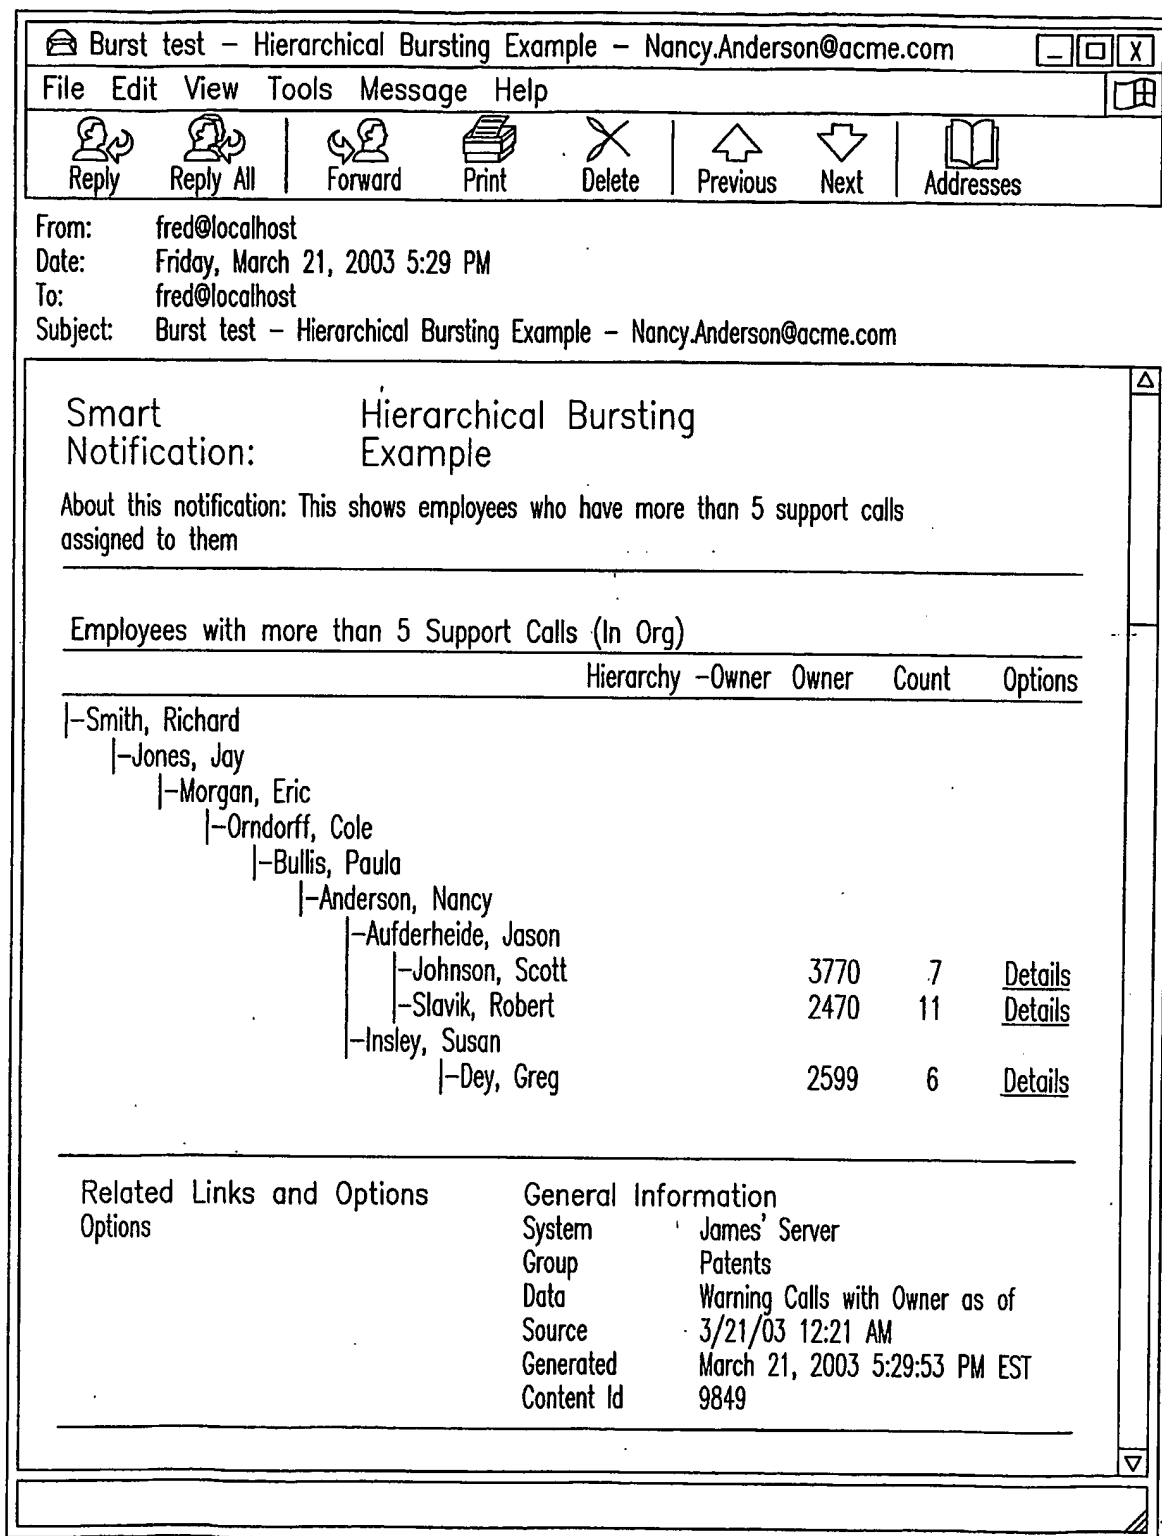 Burst test – Hierarchical Bursting Example – Nancy.Anderson@acme.com
File Edit View Tools Message Help
Reply Reply All Forward Print Delete Previous Next Addresses
From: fred@localhost
Date: Friday, March 21, 2003 5:29 PM
To: fred@localhost
Subject: Burst test – Hierarchical Bursting Example – Nancy.Anderson@acme.com
Smart Hierarchical Bursting
Notification: Example
About this notification: This shows employees who have more than 5 support calls
assigned to them
Employees with more than 5 Support Calls (In Org)
Hierarchy –Owner Owner Count Options
|–Smith, Richard
|–Jones, Jay
|–Morgan, Eric
|–Orndorff, Cole
|–Bullis, Paula
|–Anderson, Nancy
|–Aufderheide, Jason
|–Johnson, Scott 3770 7 Details
|–Slavik, Robert 2470 11 Details
|–Insley, Susan
|–Dey, Greg 2599 6 Details
Related Links and Options
Options
General Information
System James' Server
Group Patents
Data Warning Calls with Owner as of
Source 3/21/03 12:21 AM
Generated March 21, 2003 5:29:53 PM EST
Content Id 9849